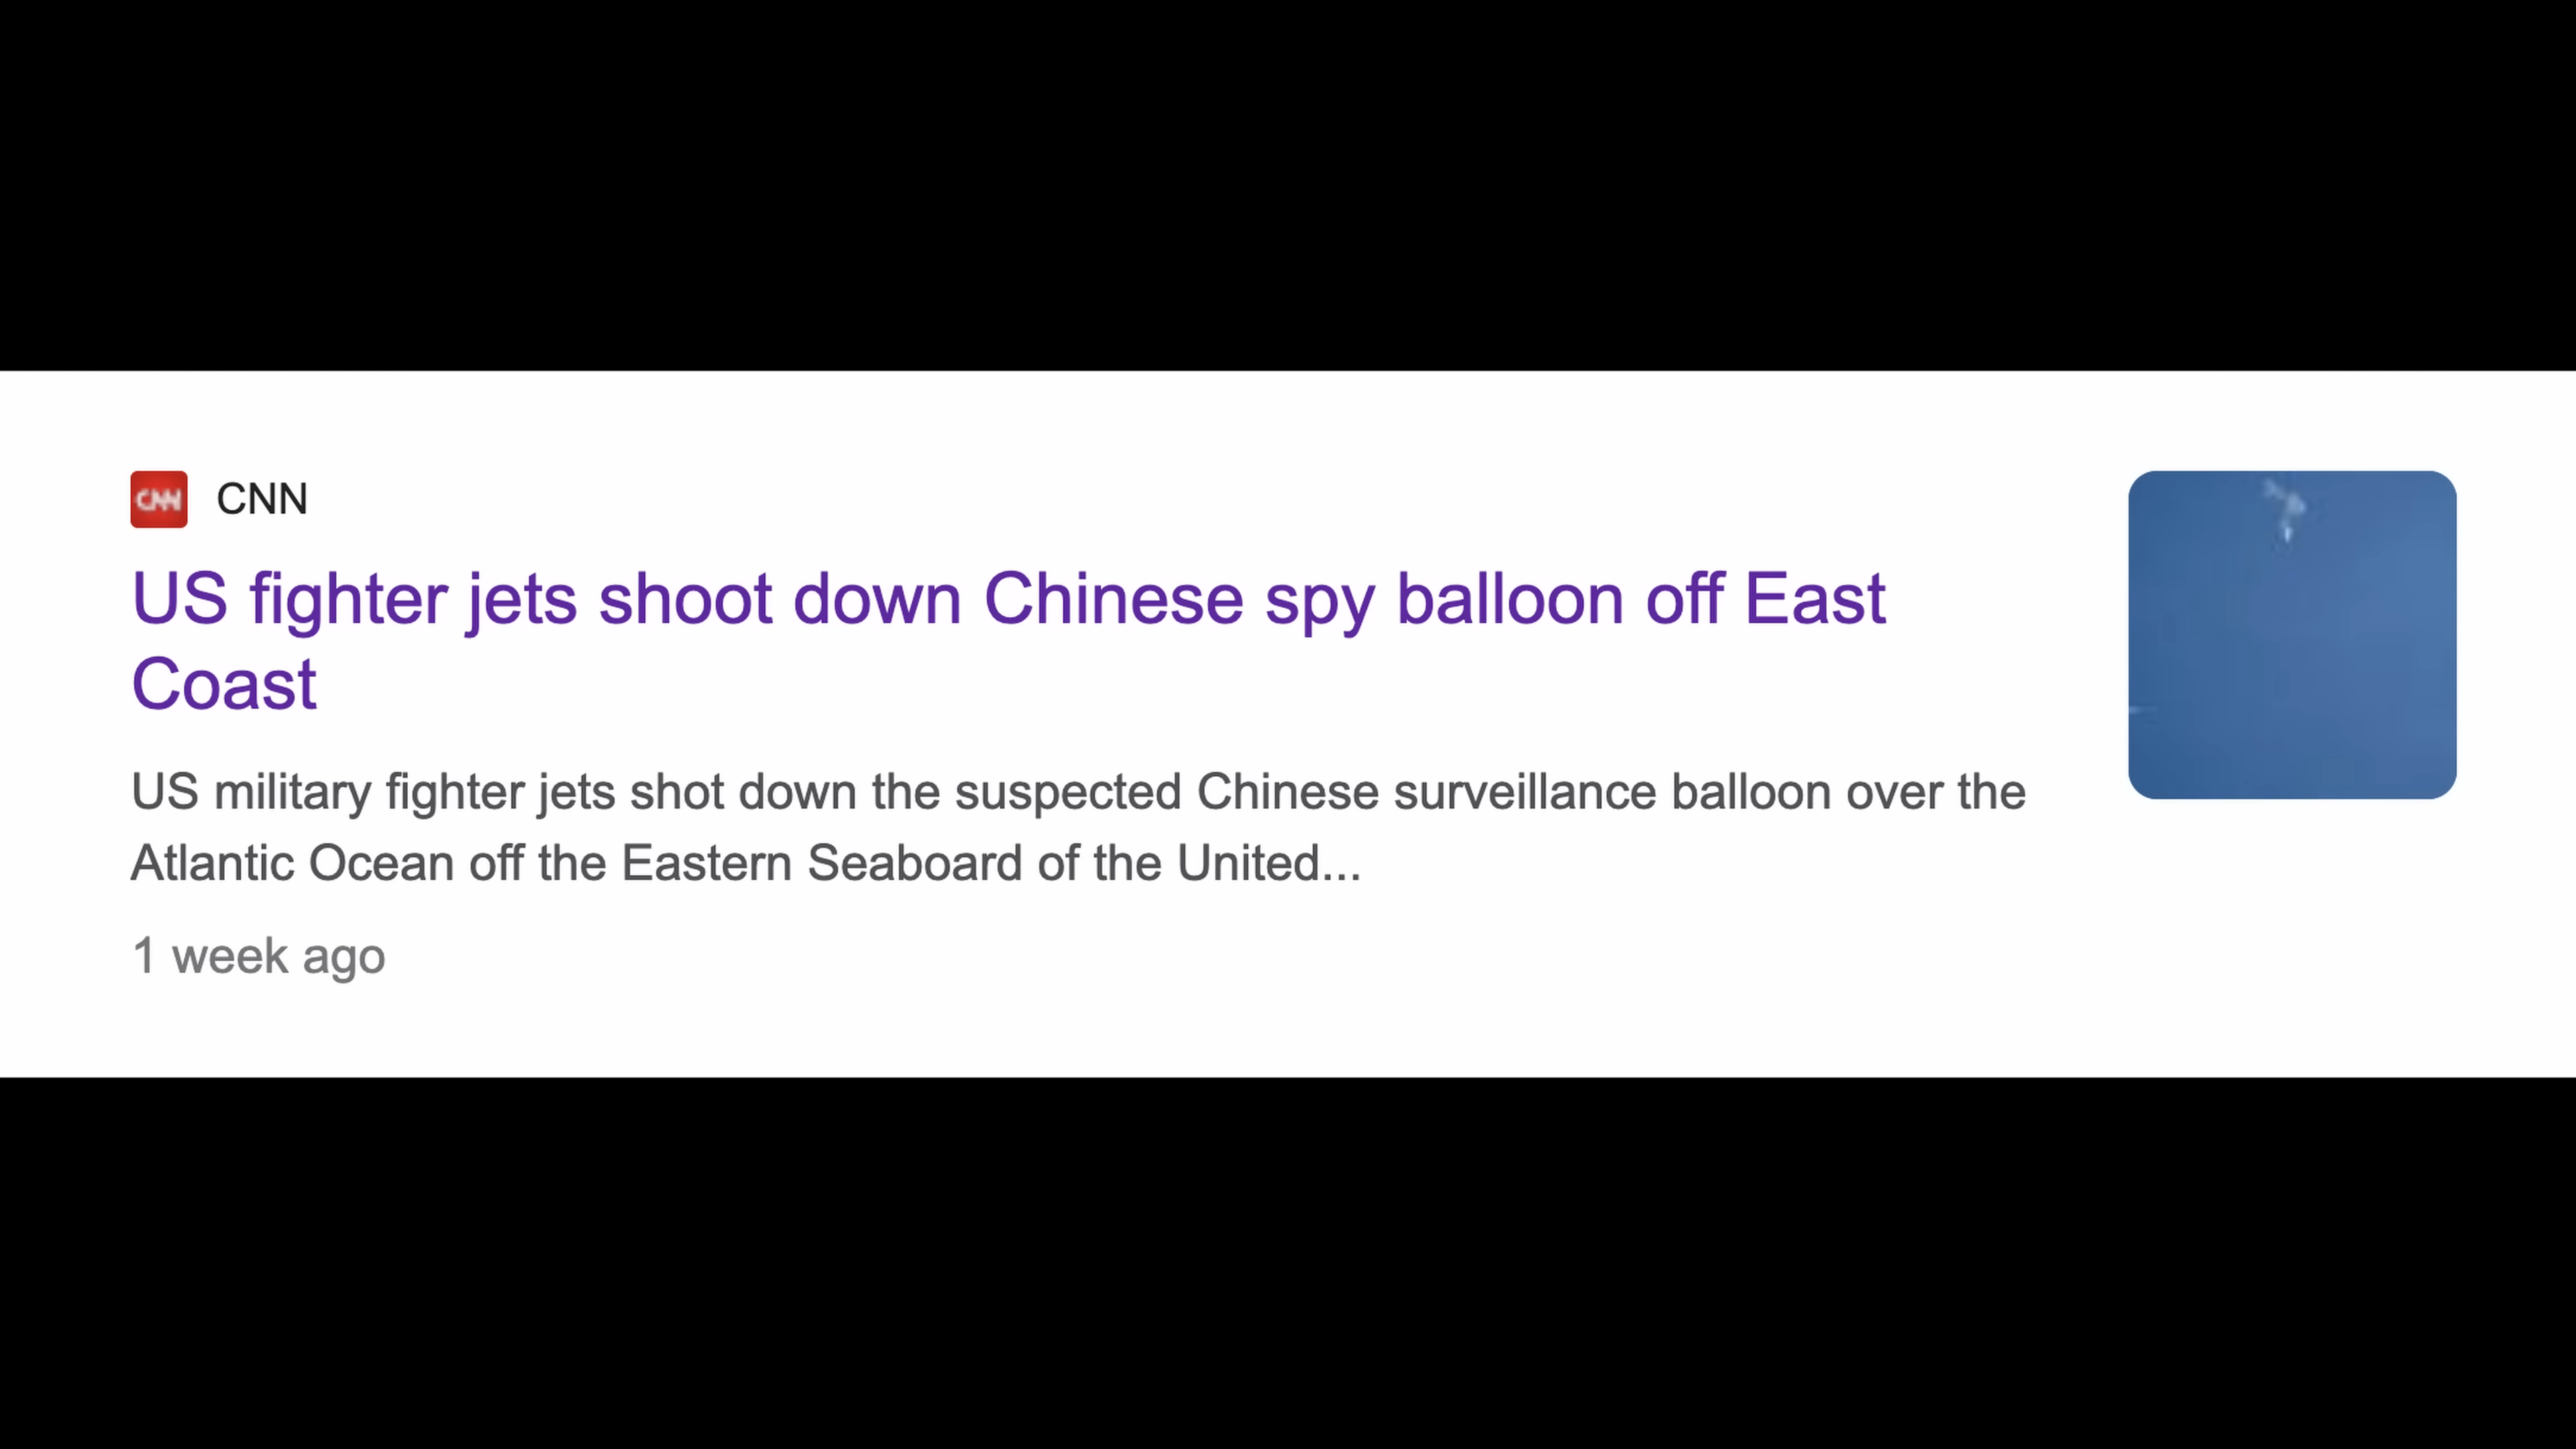 CNN CNN
US fighter jets shoot down Chinese spy balloon off East
Coast
US military fighter jets shot down the suspected Chinese surveillance balloon over the
Atlantic Ocean off the Eastern Seaboard of the United...
1 week ago